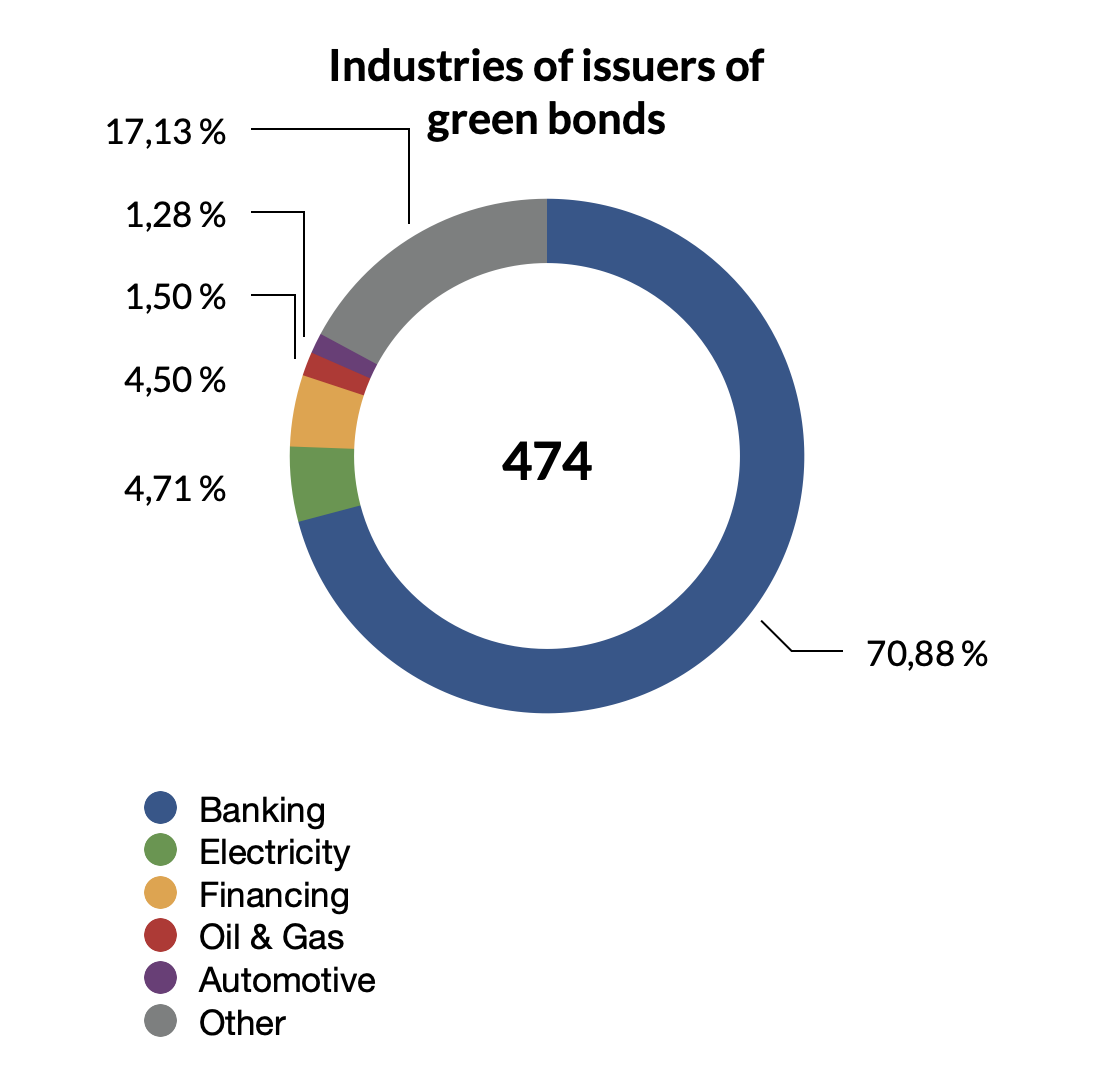 Industries of issuers of
green bonds
17,13 %
1,28 %
1,50 %
4,50 %
4,71 %
474
70,88 %
Banking
Electricity
Financing
Oil & Gas
Automotive
Other